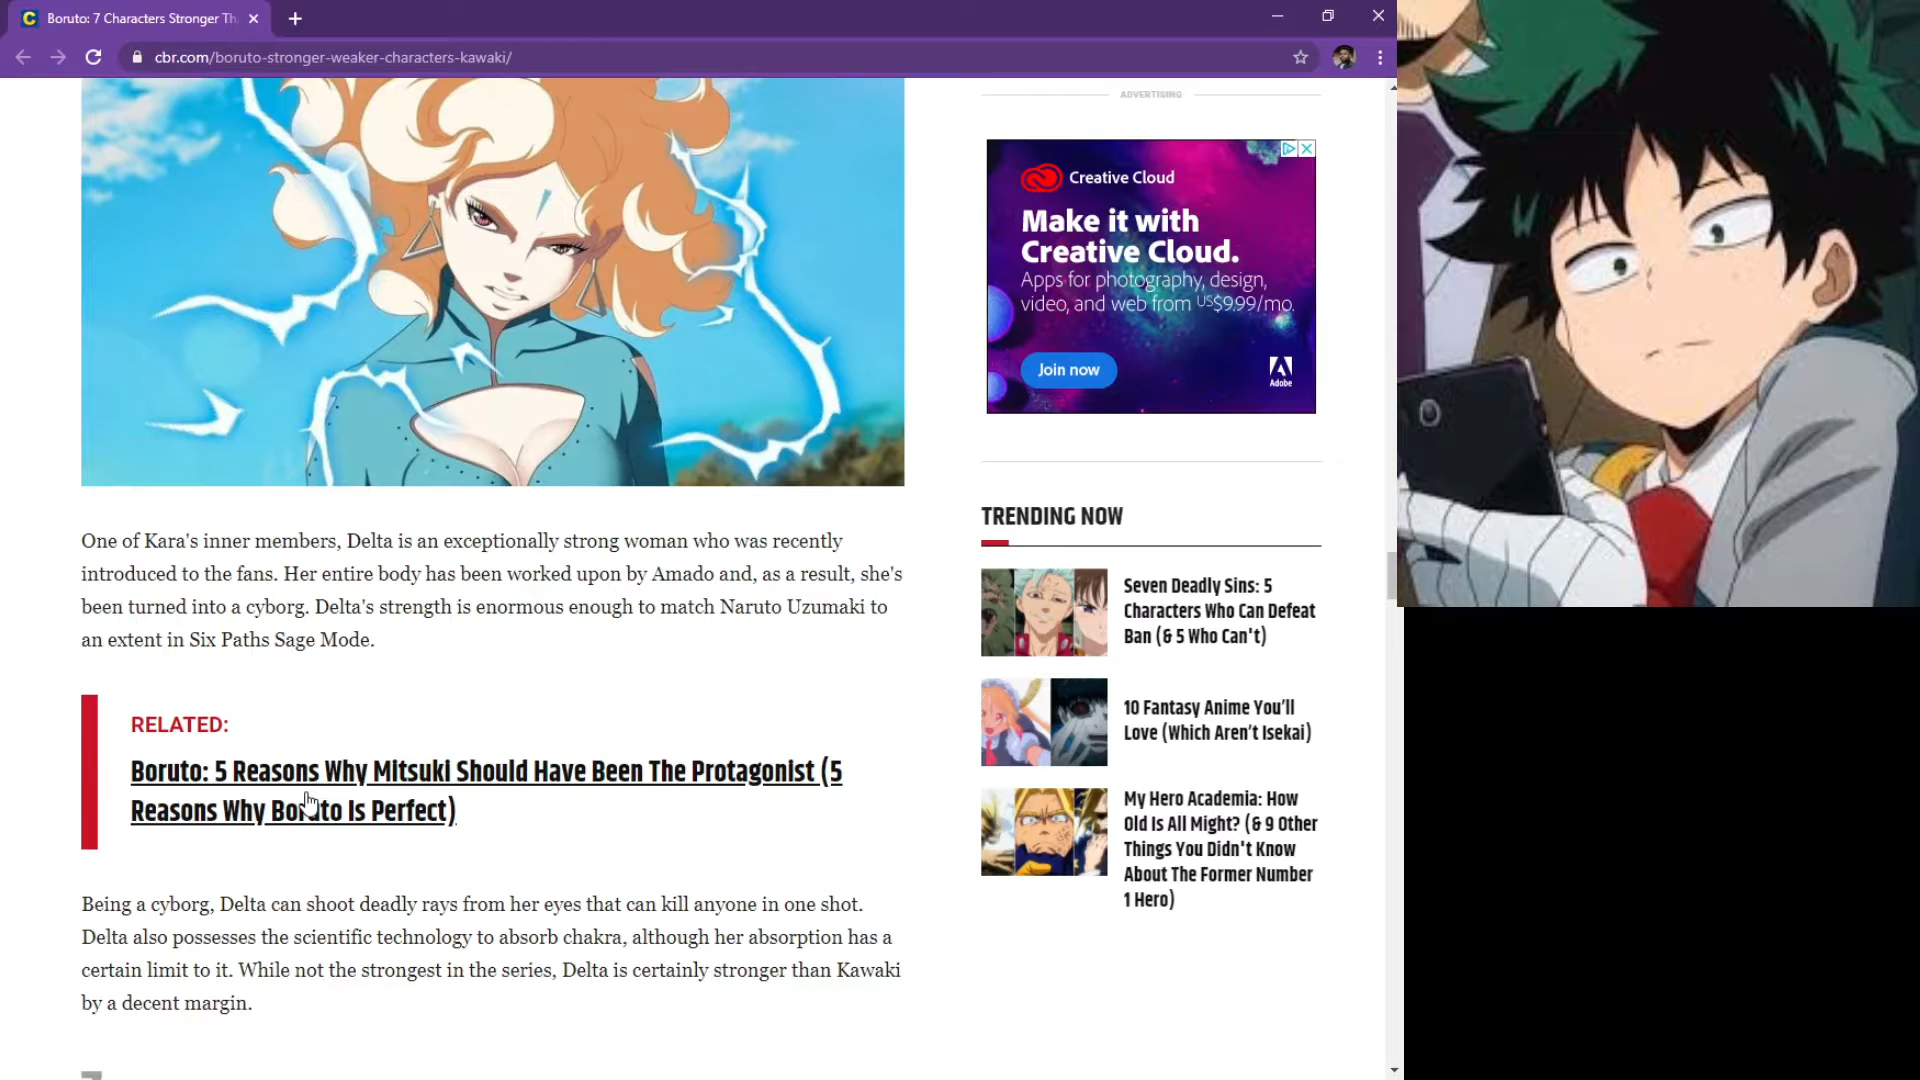 Boruto: 7 Characters Stronger Th
cbr.com/boruto-stronger-weaker-characters-kawaki/
ADVERTISING
Creative Cloud
Make it with
Creative Cloud.
Apps for photography, design,
video, and web from US$9.99/mo.
Join now
Adobe
One of Kara's inner members, Delta is an exceptionally strong woman who was recently
introduced to the fans. Her entire body has been worked upon by Amado and, as a result, she's
been turned into a cyborg. Delta's strength is enormous enough to match Naruto Uzumaki to
an extent in Six Paths Sage Mode.
RELATED:
Boruto: 5 Reasons Why Mitsuki Should Have Been The Protagonist (5
Reasons Why Boruto Is Perfect)
Being a cyborg, Delta can shoot deadly rays from her eyes that can kill anyone in one shot.
Delta also possesses the scientific technology to absorb chakra, although her absorption has a
certain limit to it. While not the strongest in the series, Delta is certainly stronger than Kawaki
by a decent margin.
TRENDING NOW
Seven Deadly Sins: 5
Characters Who Can Defeat
Ban (& 5 Who Can't)
10 Fantasy Anime You'll
Love (Which Aren't Isekai)
My Hero Academia: How
Old Is All Might? (& 9 Other
Things You Didn't Know
About The Former Number
1 Hero)